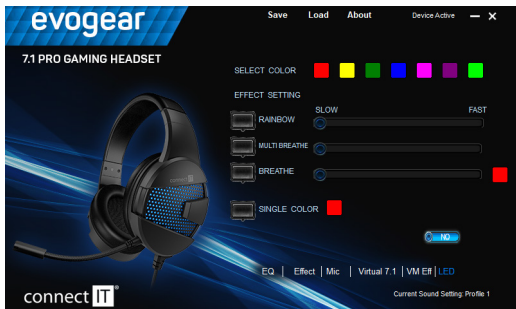 evogear
Save Load About Device Active
7.1 PRO GAMING HEADSET
SELECT COLOR
EFFECT SETTING
SLOW FAST
RAINBOW
MULTI BREATHE
BREATHE
connect IT
SINGLE COLOR
NO
EQ | Effect | Mic | Virtual 7.1 | VM Eff | LED
connect IT®
Current Sound Setting: Profile 1